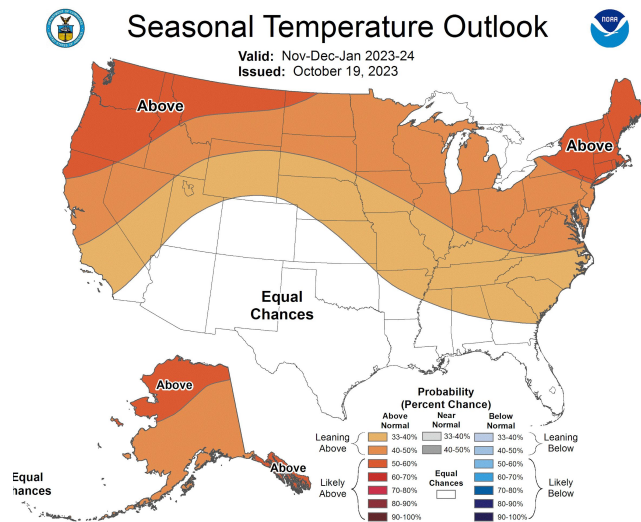 Seasonal Temperature Outlook
NOAA
Valid: Nov-Dec-Jan 2023-24
Issued: October 19, 2023
Above
Above
Equal
Chances
Above
Above
Equal
Chances
Probability
(Percent Chance)
Above
Normal
Near
Normal
Below
Normal
Leaning
Above
33-40%
40-50%
33-40%
40-50%
33-40%
40-50%
Leaning
Below
Likely
Above
50-60%
60-70%
70-80%
80-90%
90-100%
Equal
Chances
50-60%
60-70%
70-80%
80-90%
90-100%
Likely
Below